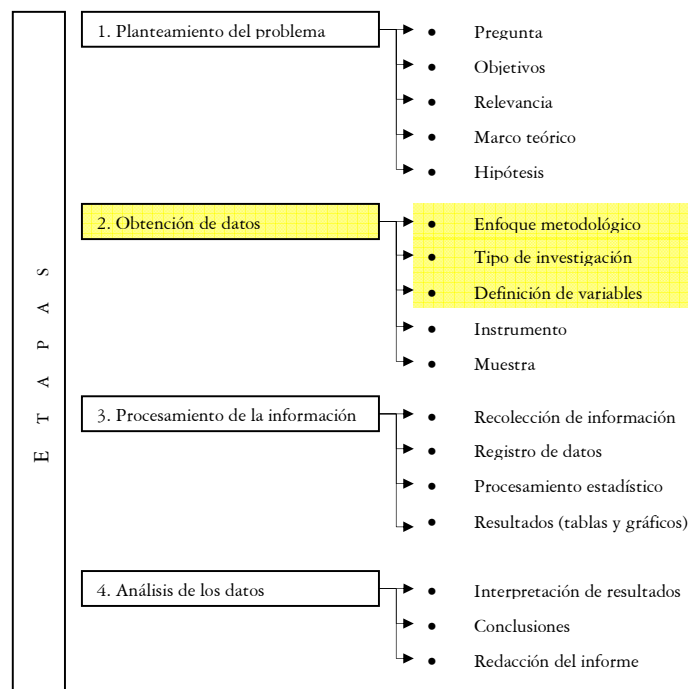 E T A P A S
1. Planteamiento del problema
• Pregunta
• Objetivos
• Relevancia
• Marco teórico
• Hipótesis
2. Obtención de datos
• Enfoque metodológico
• Tipo de investigación
• Definición de variables
• Instrumento
• Muestra
3. Procesamiento de la información
• Recolección de información
• Registro de datos
• Procesamiento estadístico
• Resultados (tablas y gráficos)
4. Análisis de los datos
• Interpretación de resultados
• Conclusiones
• Redacción del informe